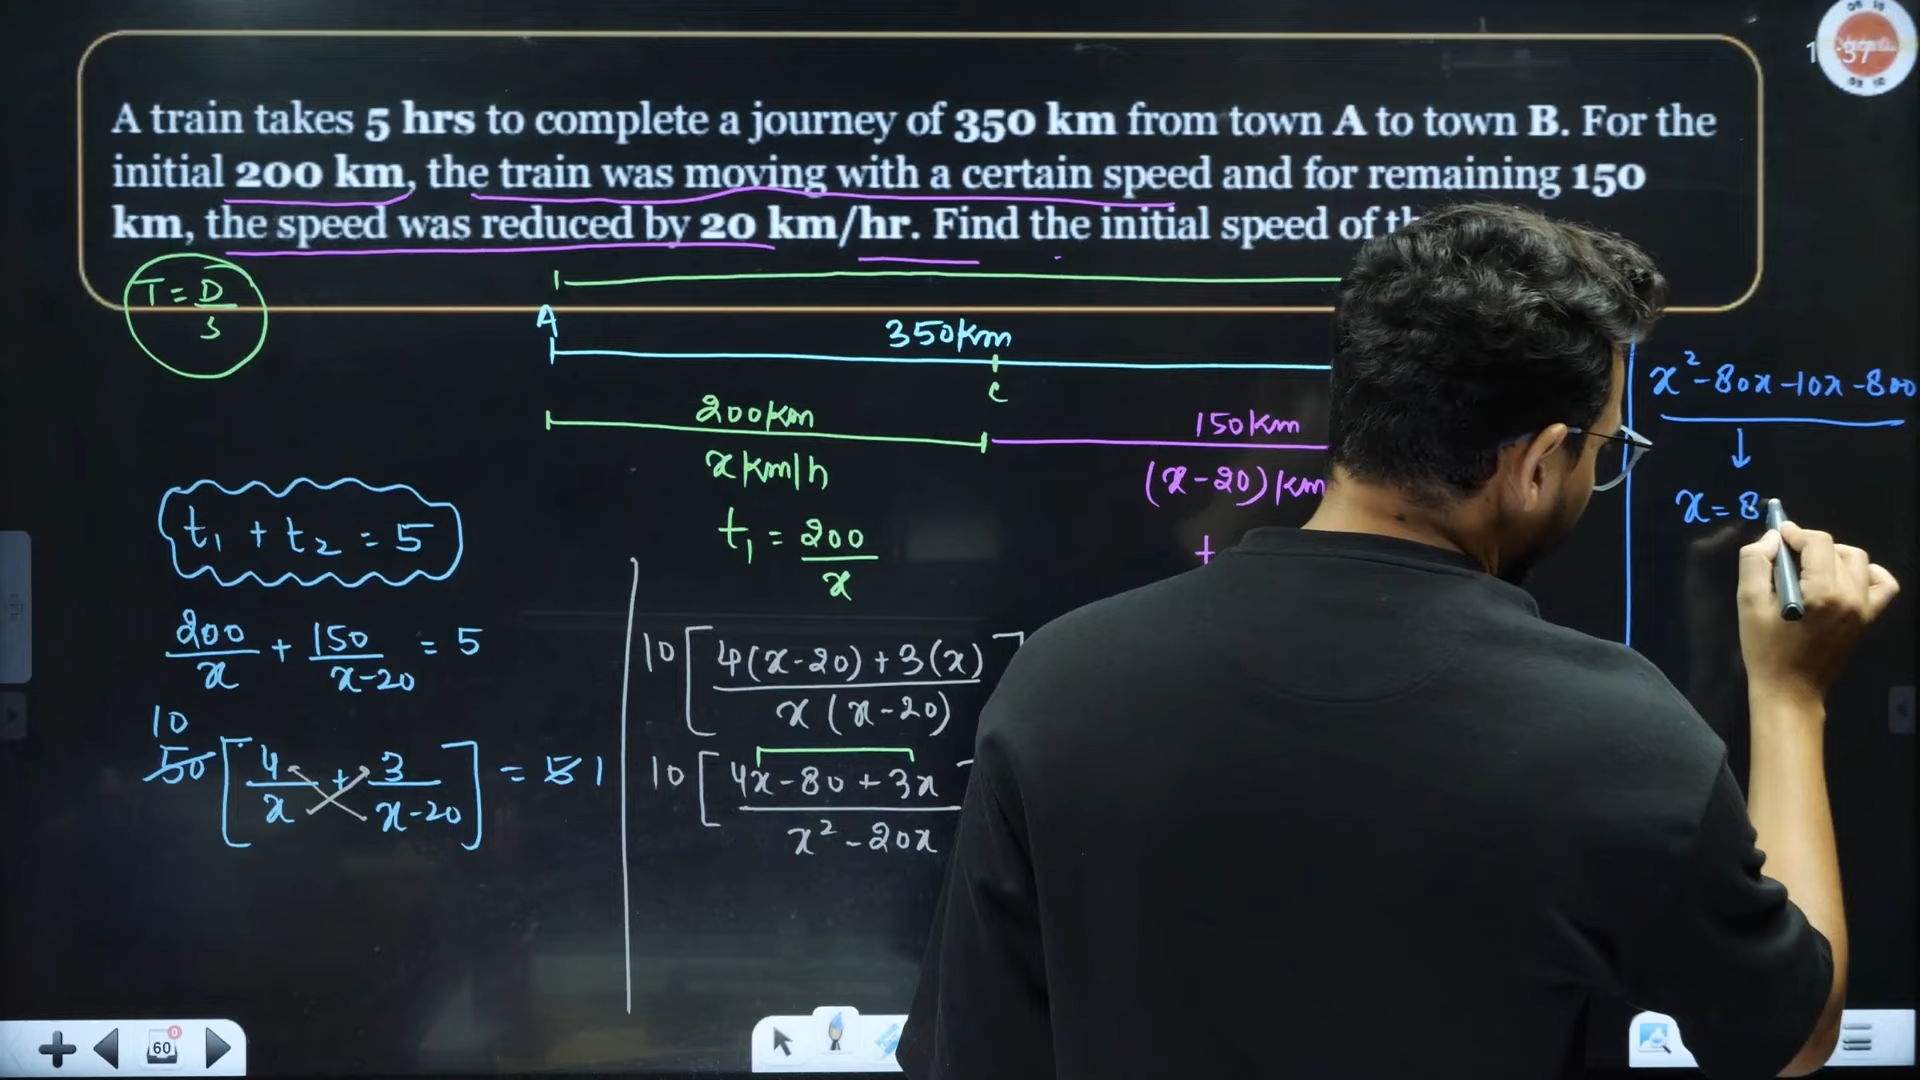 A train takes 5 hrs to complete a journey of 350 km from town A to town B. For the
initial 200 km, the train was moving with a certain speed and for remaining 150
km, the speed was reduced by 20 km/hr. Find the initial speed of
T = D/s
A
350km
C
200km
150km
x km/h
(x-20) km
t₁ = 200/x
t
t₁ + t₂ = 5
200/x + 150/x-20 = 5
10
50 [4/x + 3/x-20] = 5 1
10 [4(x-20) + 3(x)/x(x-20)]
10 [4x-80+3x/x²-20x]
x²-80x-10x-800
x = 8
60
0